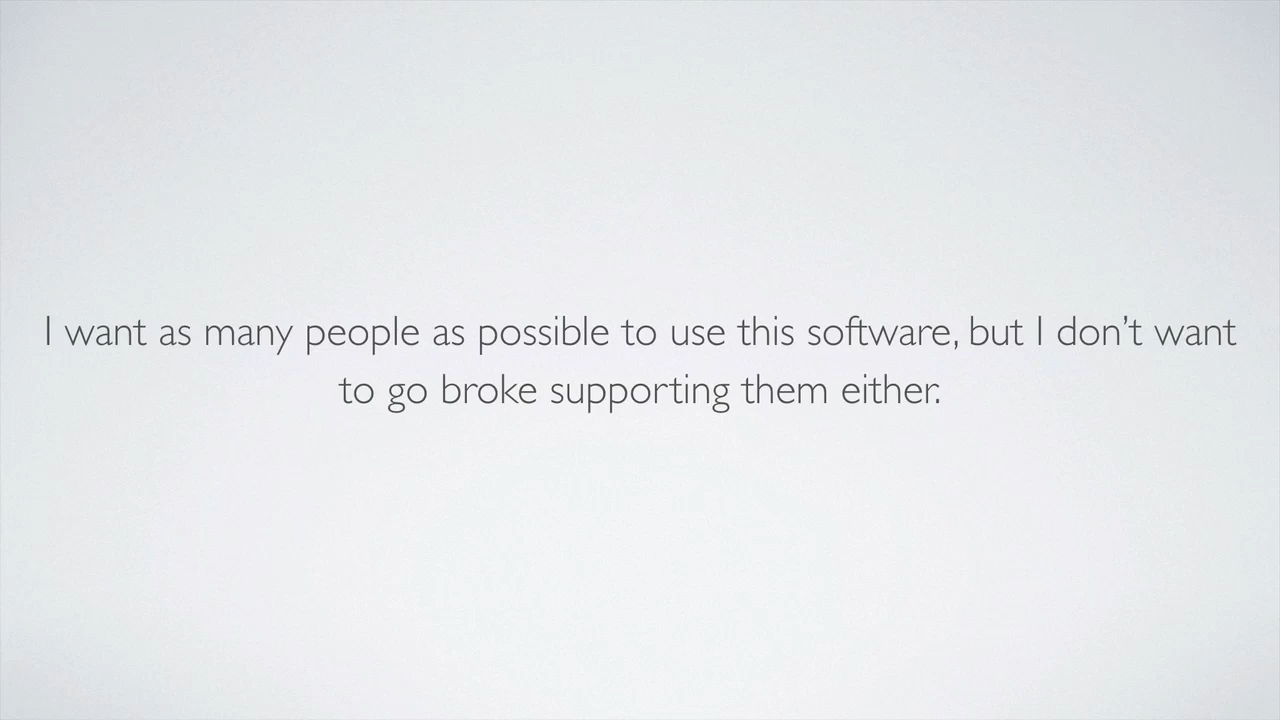 I want as many people as possible to use this software, but I don’t want
to go broke supporting them either.